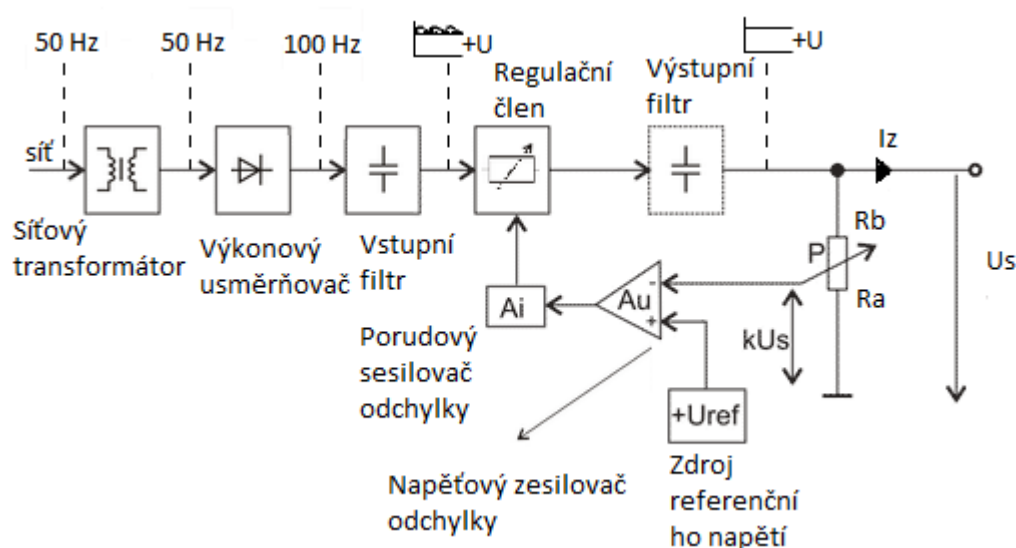 50 Hz
50 Hz
100 Hz
+U
+U
Regulační
člen
Výstupní
filtr
síť
Iz
Síťový
transformátor
Výkonový
usměrňovač
Vstupní
filtr
Rb
P
Ra
Us
Ai
Au
-
+
kUs
Porudový
sesilovač
odchylky
+Uref
Napěťový zesilovač
odchylky
Zdroj
referenční
ho napětí